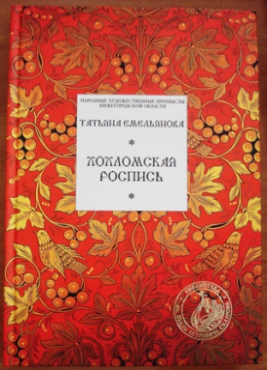 НАРОДНЫЕ ХУДОЖЕСТВЕННЫЕ ПРОМЫСЛЫ
НИЖЕГОРОДСКОЙ ОБЛАСТИ
ТАТЬЯНА ЕМЕЛЬЯНОВА
*
ХОХЛОМСКАЯ
РОСПИСЬ
*